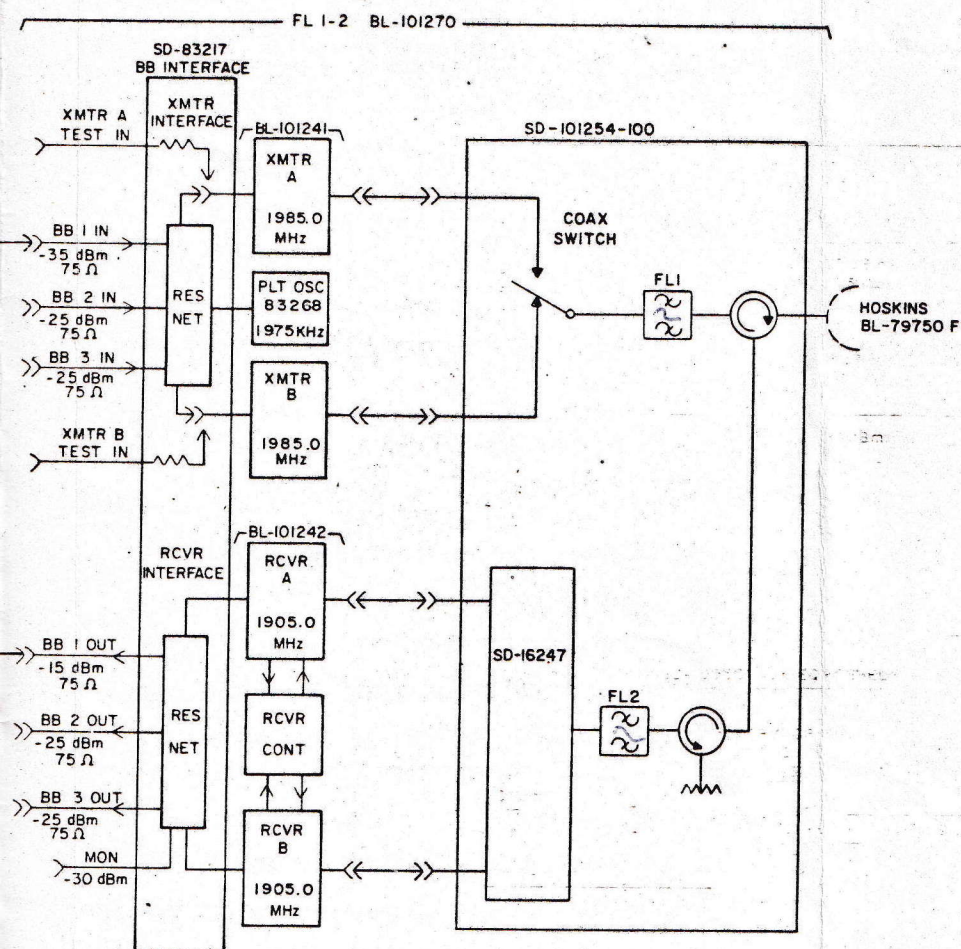 FL 1-2 BL-101270
SD-83217
BB INTERFACE
XMTR A
TEST IN
XMTR
INTERFACE
BL-101241
XMTR
A
1985.0
MHz
SD-101254-100
COAX
SWITCH
BB 1 IN
-35 dBm
75 Ω
BB 2 IN
-25 dBm
75 Ω
BB 3 IN
-25 dBm
75 Ω
RES
NET
PLT OSC
83268
1975KHz
FL1
HOSKINS
BL-79750 F
XMTR
B
1985.0
MHz
XMTR B
TEST IN
RCVR
INTERFACE
BL-101242
RCVR
A
1905.0
MHz
BB 1 OUT
-15 dBm
75 Ω
BB 2 OUT
-25 dBm
75 Ω
BB 3 OUT
-25 dBm
75 Ω
MON
-30 dBm
RES
NET
RCVR
CONT
RCVR
B
1905.0
MHz
SD-16247
FL2